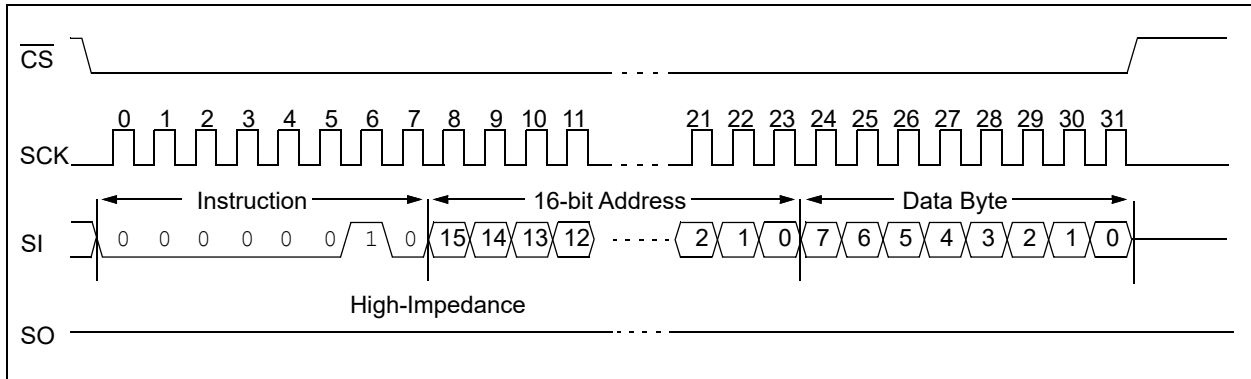 CS
0 1 2 3 4 5 6 7 8 9 10 11 21 22 23 24 25 26 27 28 29 30 31
SCK
Instruction 16-bit Address Data Byte
SI 0 0 0 0 0 0 1 0 15 14 13 12 2 1 0 7 6 5 4 3 2 1 0
High-Impedance
SO